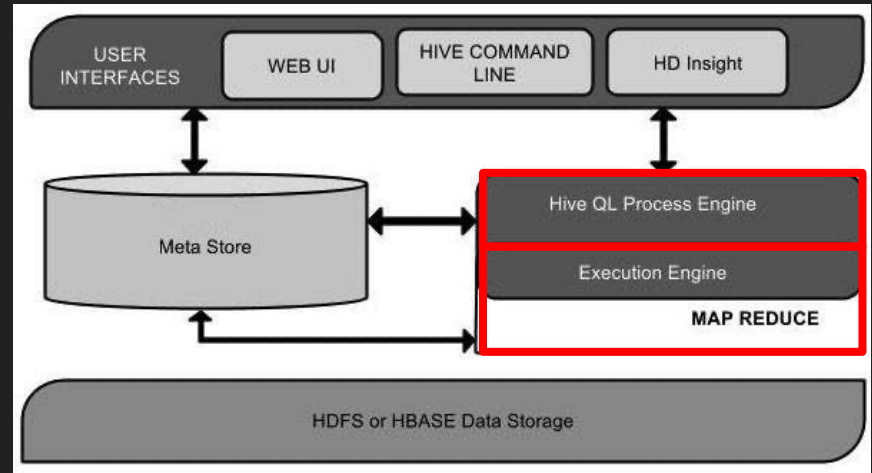 USER
INTERFACES
WEB UI
HIVE COMMAND
LINE
HD Insight
Meta Store
Hive QL Process Engine
Execution Engine
MAP REDUCE
HDFS or HBASE Data Storage